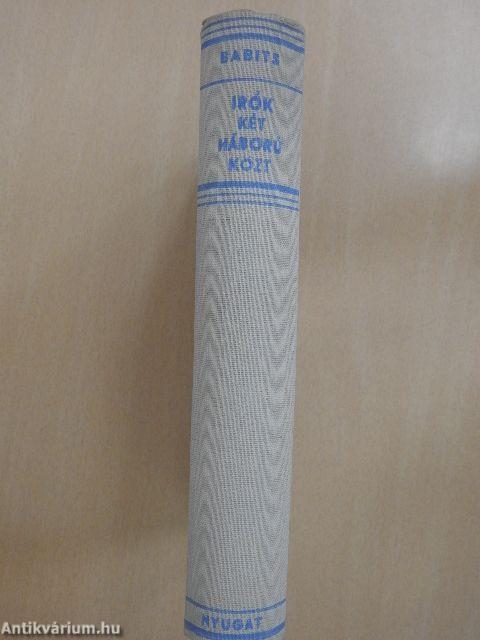 BABITS
IRÓK
KÉT
HÁBORÚ
KÖZT
NYUGAT
Antikvárium.hu